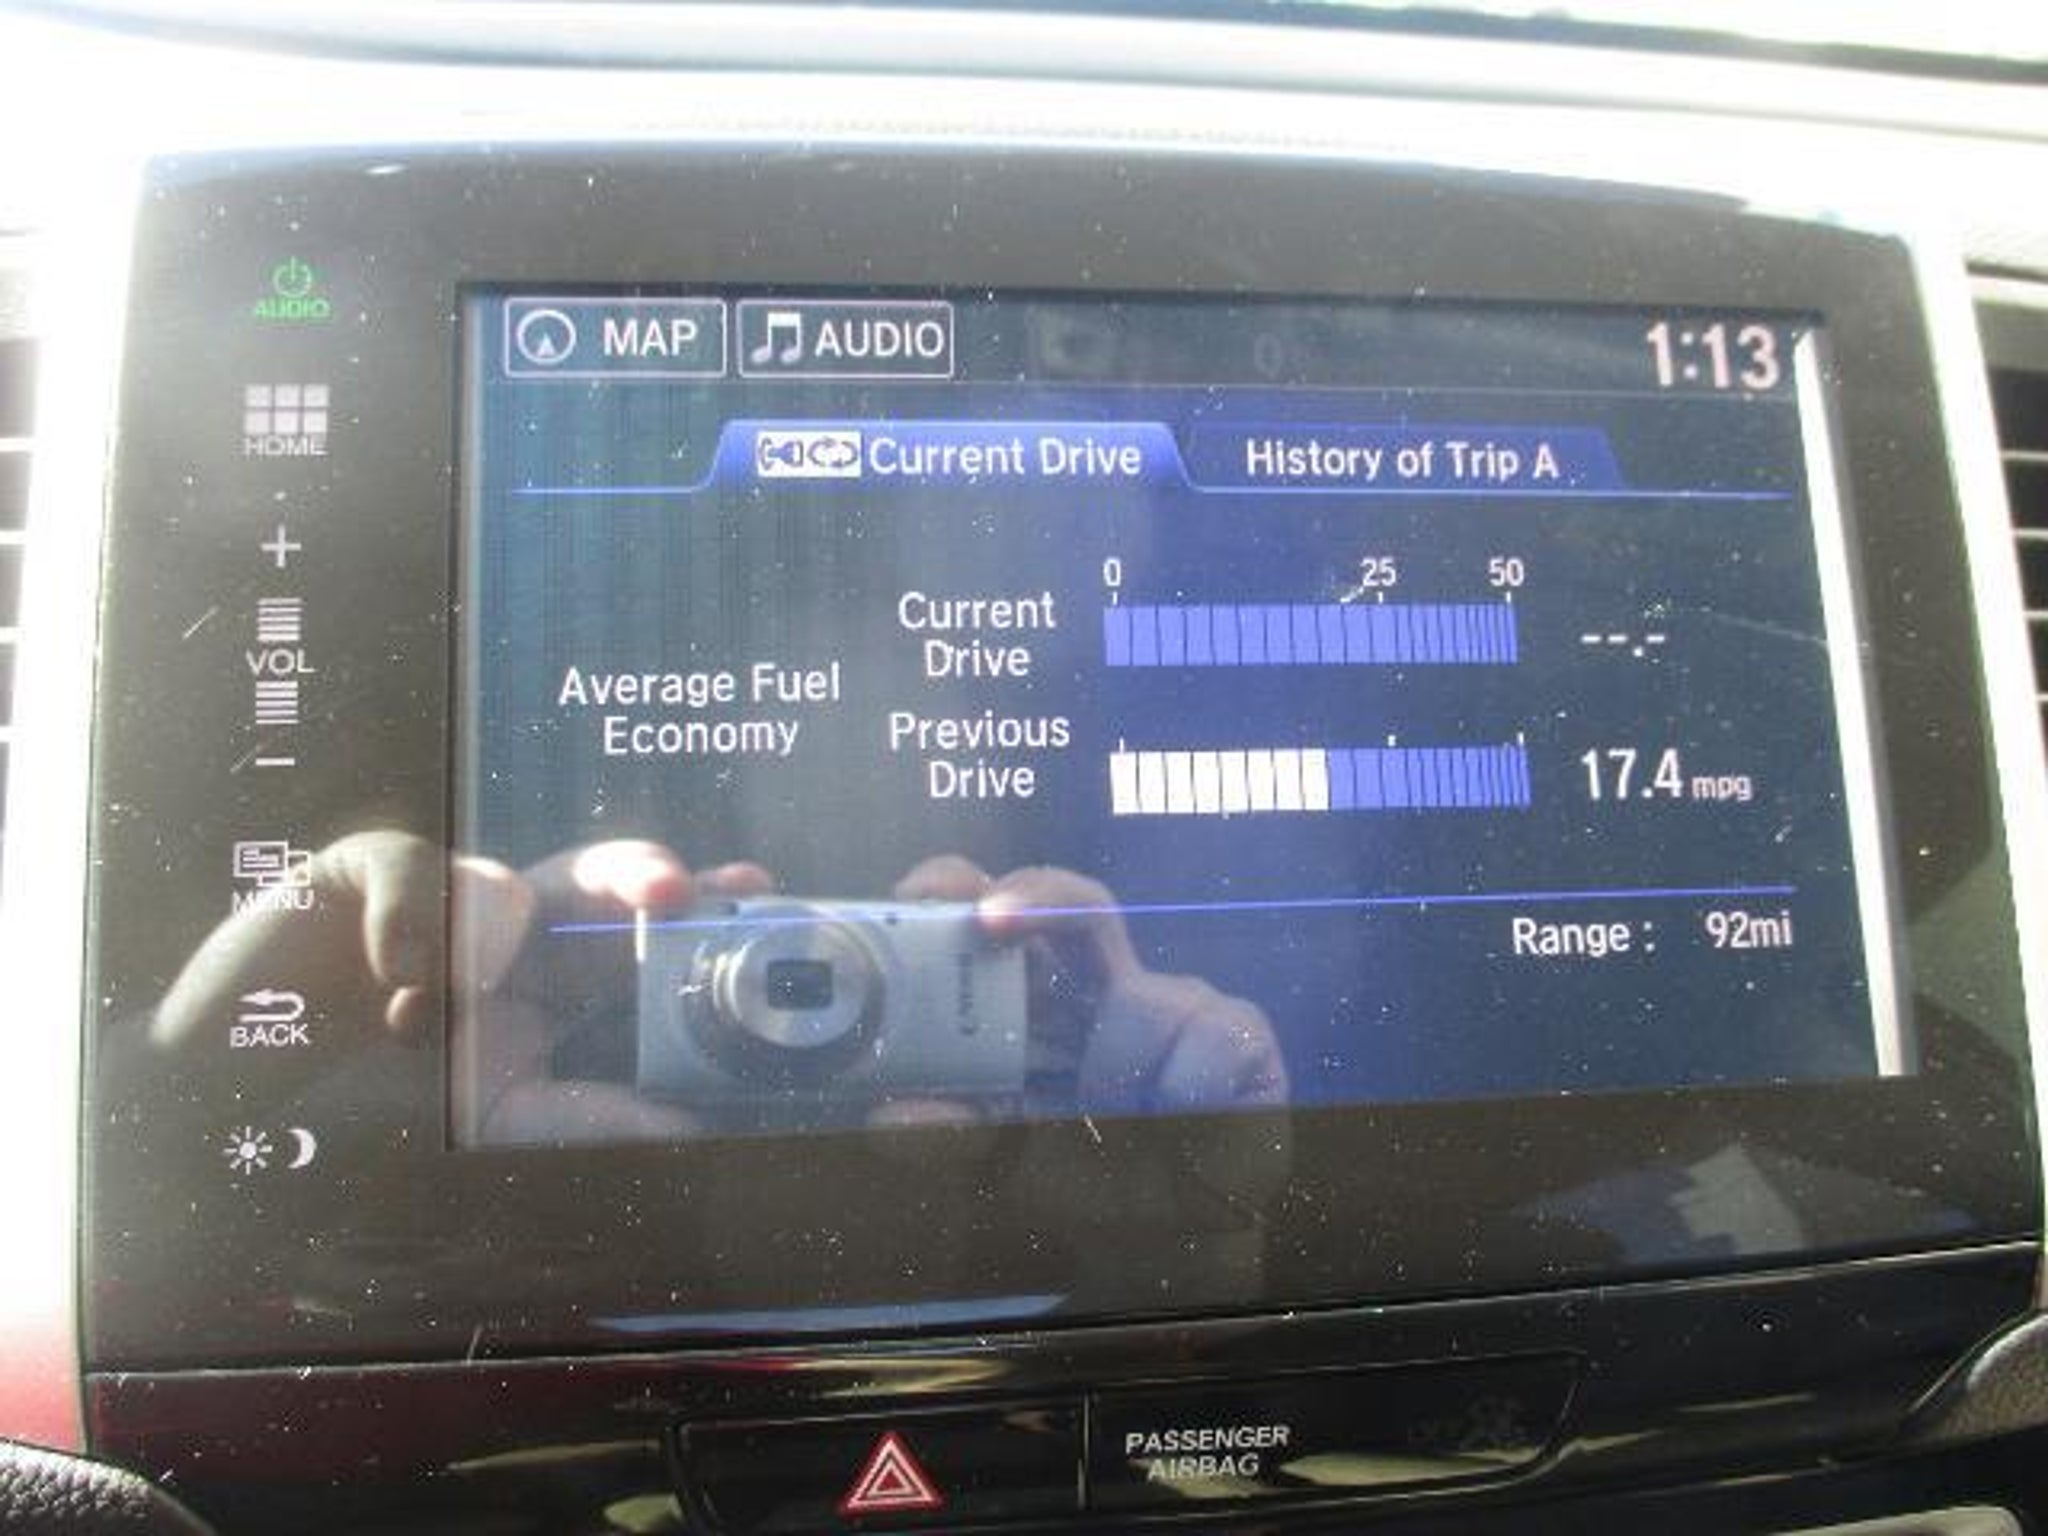 AUDIO
MAP AUDIO 1:13
HOME
Current Drive History of Trip A
+
0 25 50
VOL
Current
Drive
--.-
Average Fuel
Economy
Previous
Drive
17.4 mpg
−
MENU
Range : 92mi
BACK
PASSENGER
AIRBAG